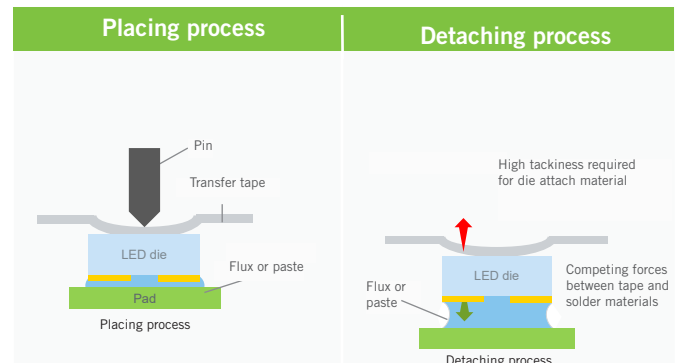 Placing process
Detaching process
Pin
Transfer tape
LED die
Flux or paste
Pad
Placing process
High tackiness required
for die attach material
LED die
Competing forces
between tape and
solder materials
Flux or
paste
Detaching process